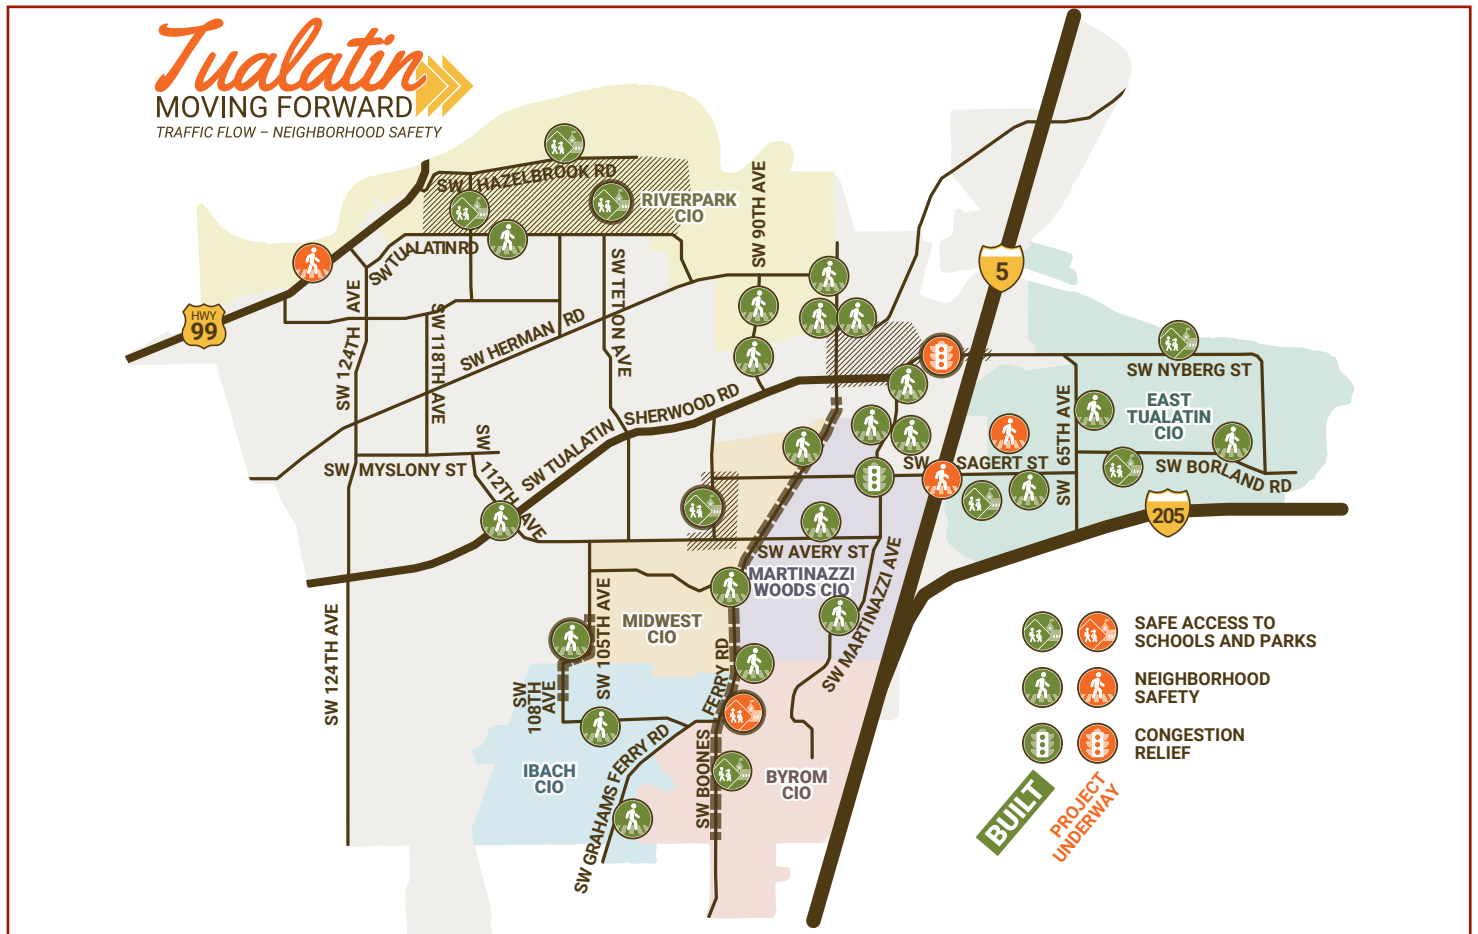 Tualatin
MOVING FORWARD
TRAFFIC FLOW – NEIGHBORHOOD SAFETY
SW HAZELBROOK RD
RIVERPARK
CIO
SW 90TH AVE
SW TUALATIN RD
SW TETON AVE
5
HWY
99
SW 124TH AVE
SW 118TH AVE
SW HERMAN RD
SW NYBERG ST
EAST
TUALATIN
CIO
SW 65TH AVE
SW TUALATIN SHERWOOD RD
SW MYSLONY ST
SW 112TH AVE
SW SAGERT ST
SW BORLAND RD
205
SW AVERY ST
MARTINAZZI
WOODS CIO
SW MARTINAZZI AVE
MIDWEST
CIO
SW 105TH AVE
SW 124TH AVE
SW
108TH
AVE
SW BOONES FERRY RD
SW GRAHAMS FERRY RD
IBACH
CIO
BYROM
CIO
SAFE ACCESS TO
SCHOOLS AND PARKS
NEIGHBORHOOD
SAFETY
CONGESTION
RELIEF
BUILT
PROJECT
UNDERWAY